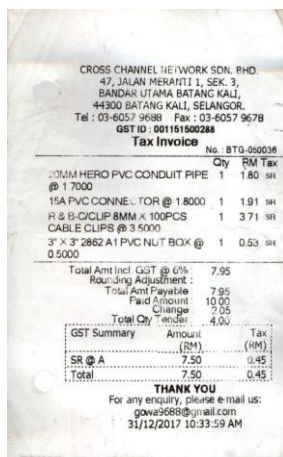 CROSS CHANNEL NETWORK SDN. BHD.
47, JALAN MERANTI 1, SEK. 3,
BANDAR UTAMA BATANG KALI,
44300 BATANG KALI, SELANGOR.
Tel : 03-6057 9688 Fax : 03-6057 9678
GST ID : 001151500288
Tax Invoice
No. : BTG-060036
Qty RM Tax
20MM HERO PVC CONDUIT PIPE 1 1.80 SR
@ 1.7000
15A PVC CONNECTOR @ 1.8000 1 1.91 SR
R & B-C/CLIP 8MM X 100PCS 1 3.71 SR
CABLE CLIPS @ 3.5000
3" X 3" 2862 A1 PVC NUT BOX @ 1 0.53 SR
0.5000
Total Amt Incl. GST @ 6% : 7.95
Rounding Adjustment :
Total Amt Payable : 7.95
Paid Amount : 10.00
Change : 2.05
Total Qty Tender : 4.00
GST Summary Amount Tax
(RM) (RM)
SR @ A 7.50 0.45
Total 7.50 0.45
THANK YOU
For any enquiry, please e-mail us:
gowa9688@gmail.com
31/12/2017 10:33:59 AM